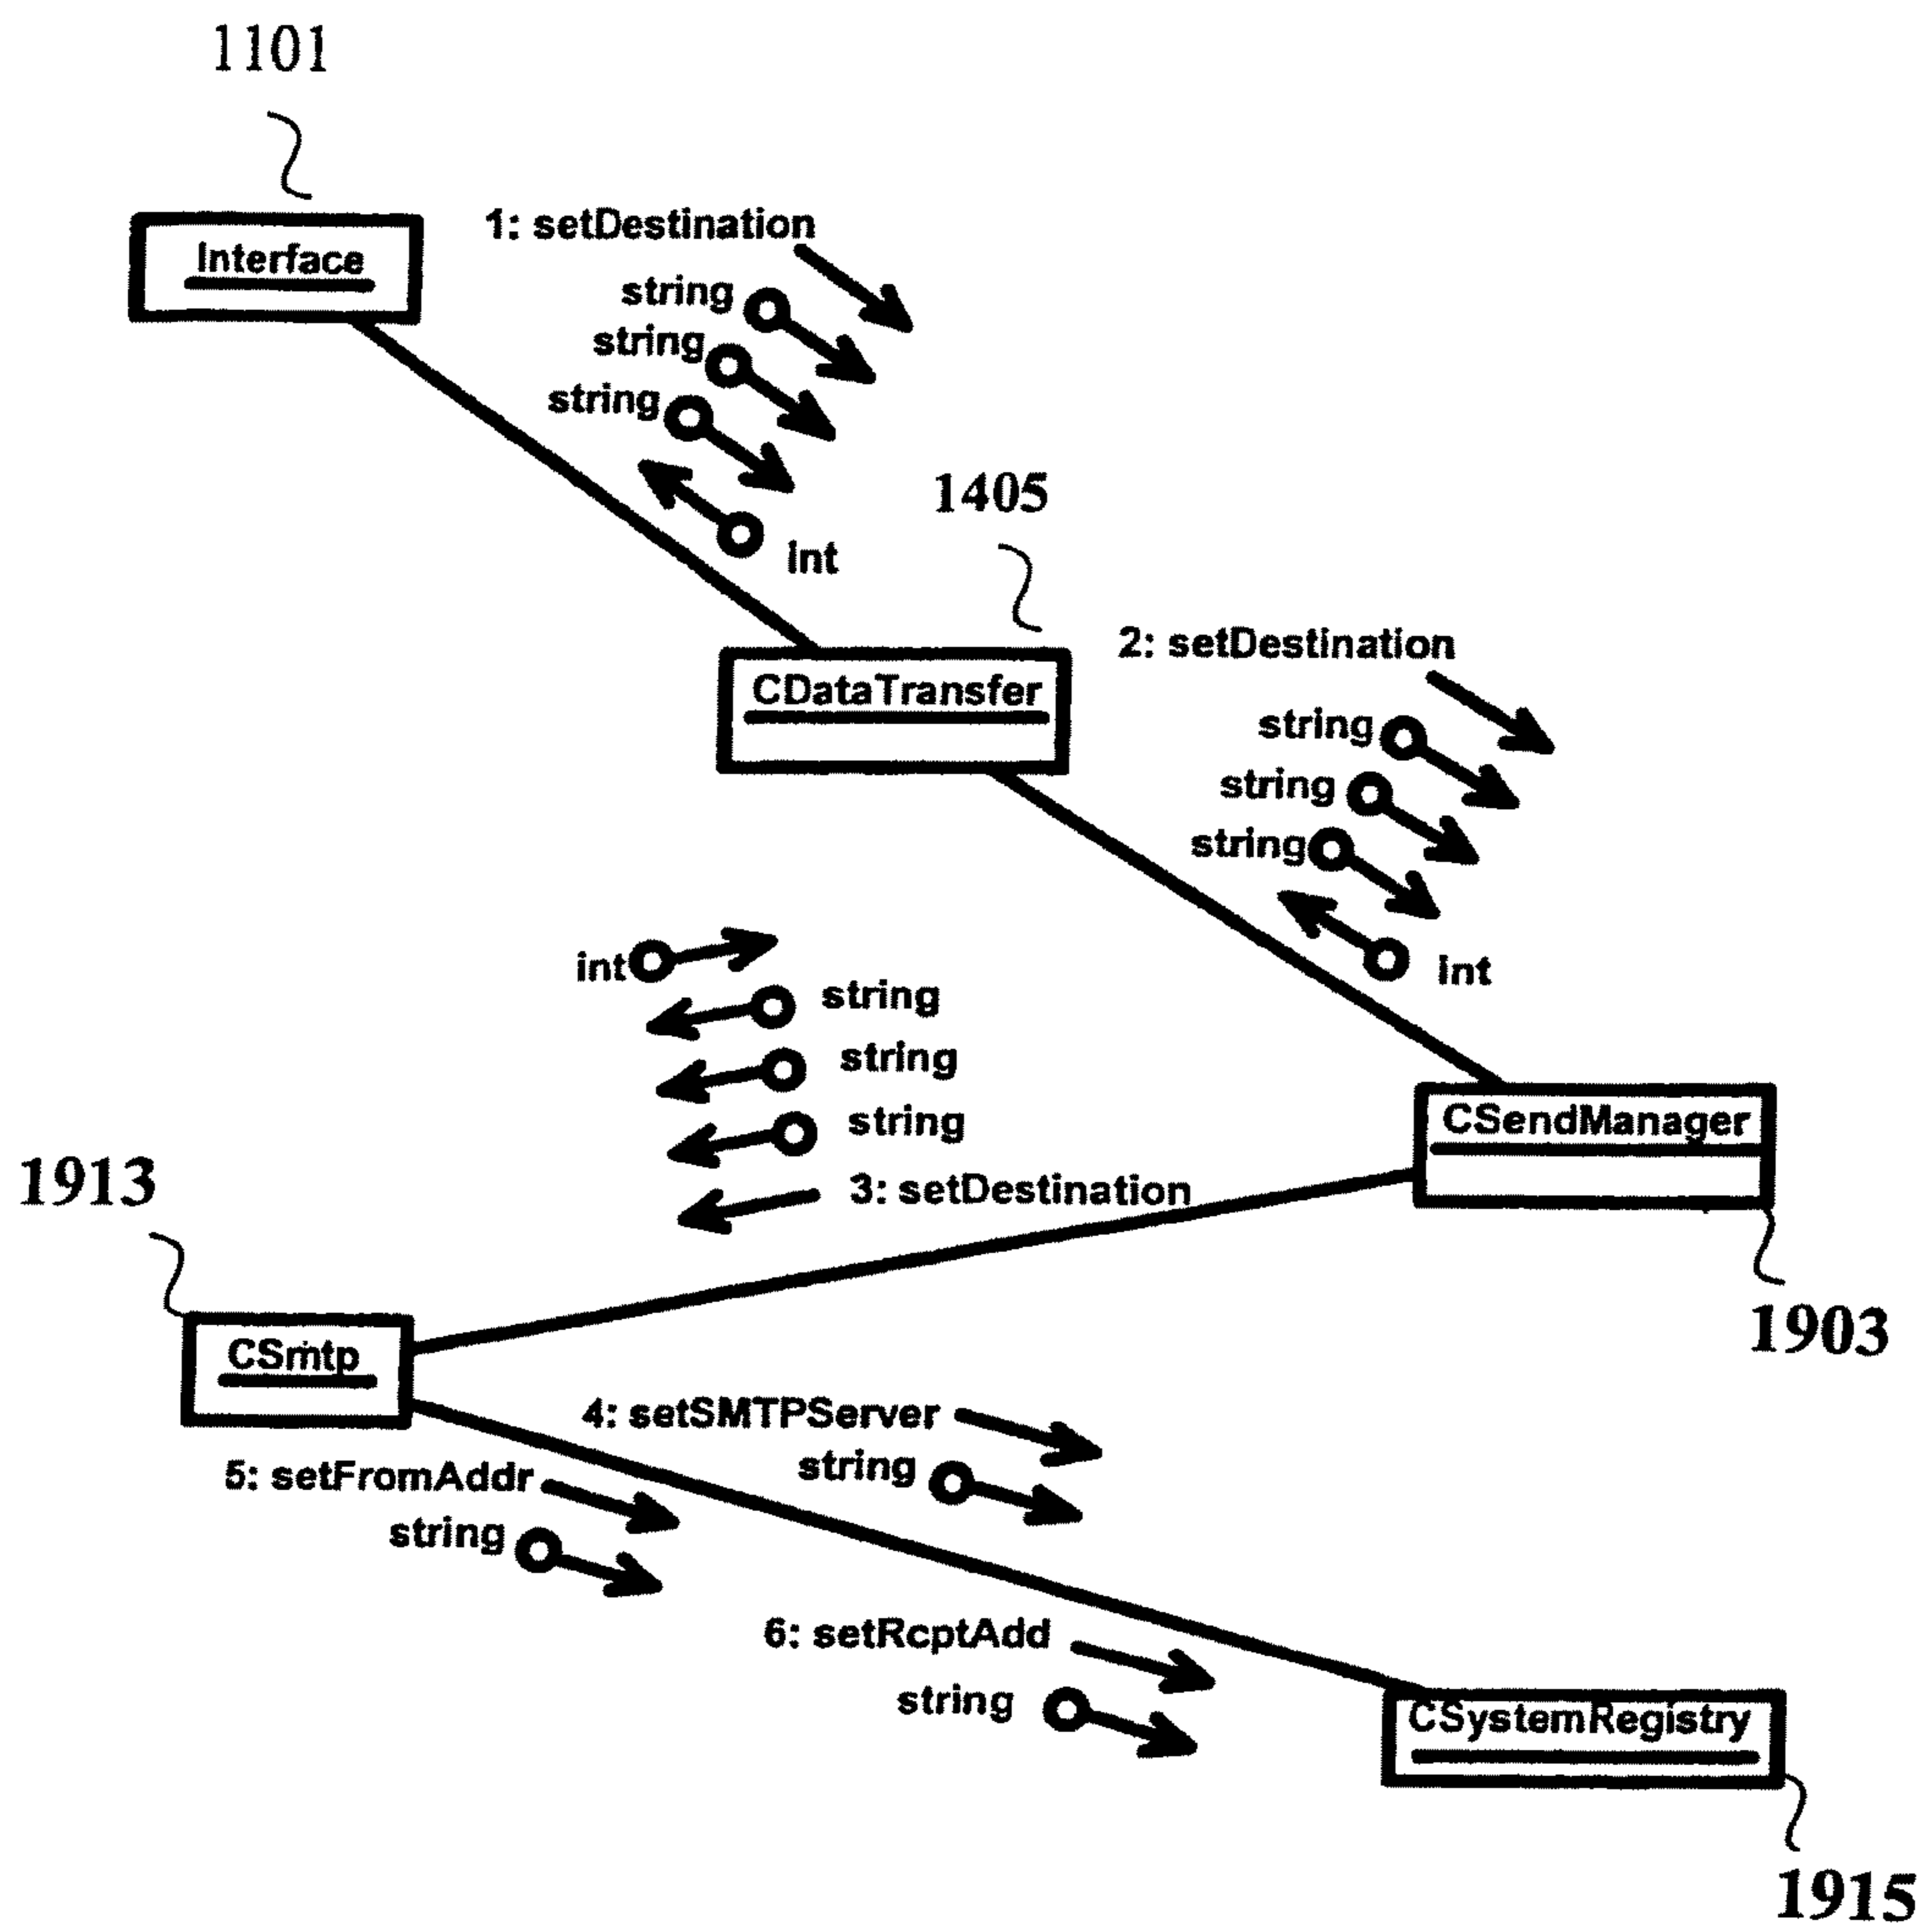 1101
Interface
1: setDestination
string
string
string
int
1405
CDataTransfer
2: setDestination
string
string
string
int
int
string
string
string
3: setDestination
CSendManager
1903
1913
CSmtp
4: setSMTPServer
string
5: setFromAddr
string
6: setRcptAdd
string
CSystemRegistry
1915